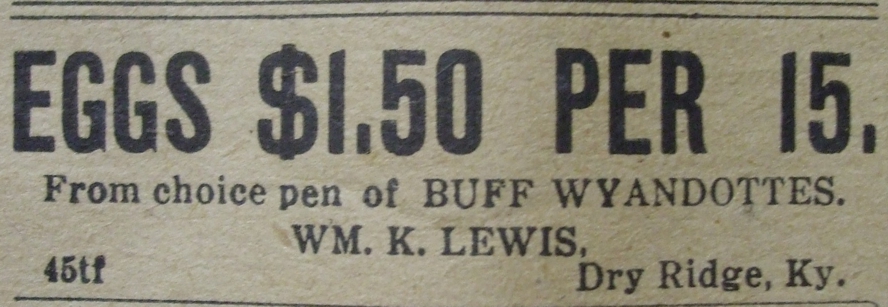 EGGS $1.50 PER 15.
From choice pen of BUFF WYANDOTTES.
WM. K. LEWIS,
45tf Dry Ridge, Ky.